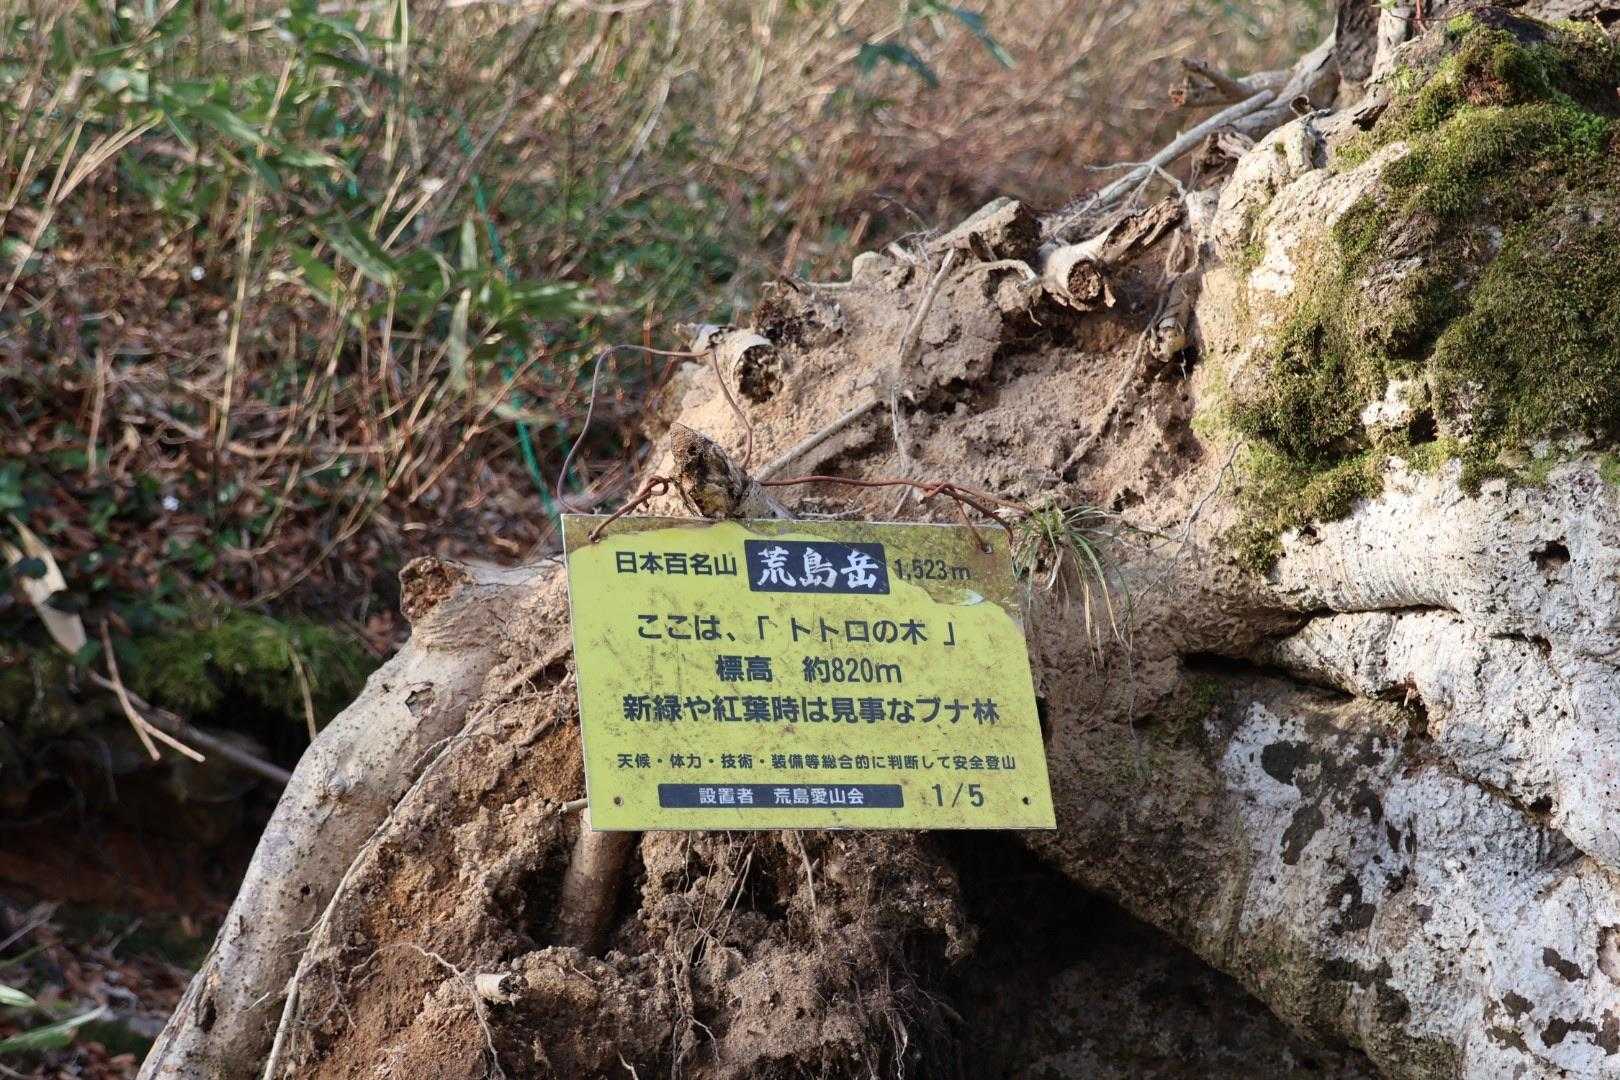 日本百名山 荒島岳 1,523m
ここは、「トトロの木」
標高 約820m
新緑や紅葉時は見事なブナ林
天候・体力・技術・装備等総合的に判断して安全登山
設置者 荒島愛山会 1/5